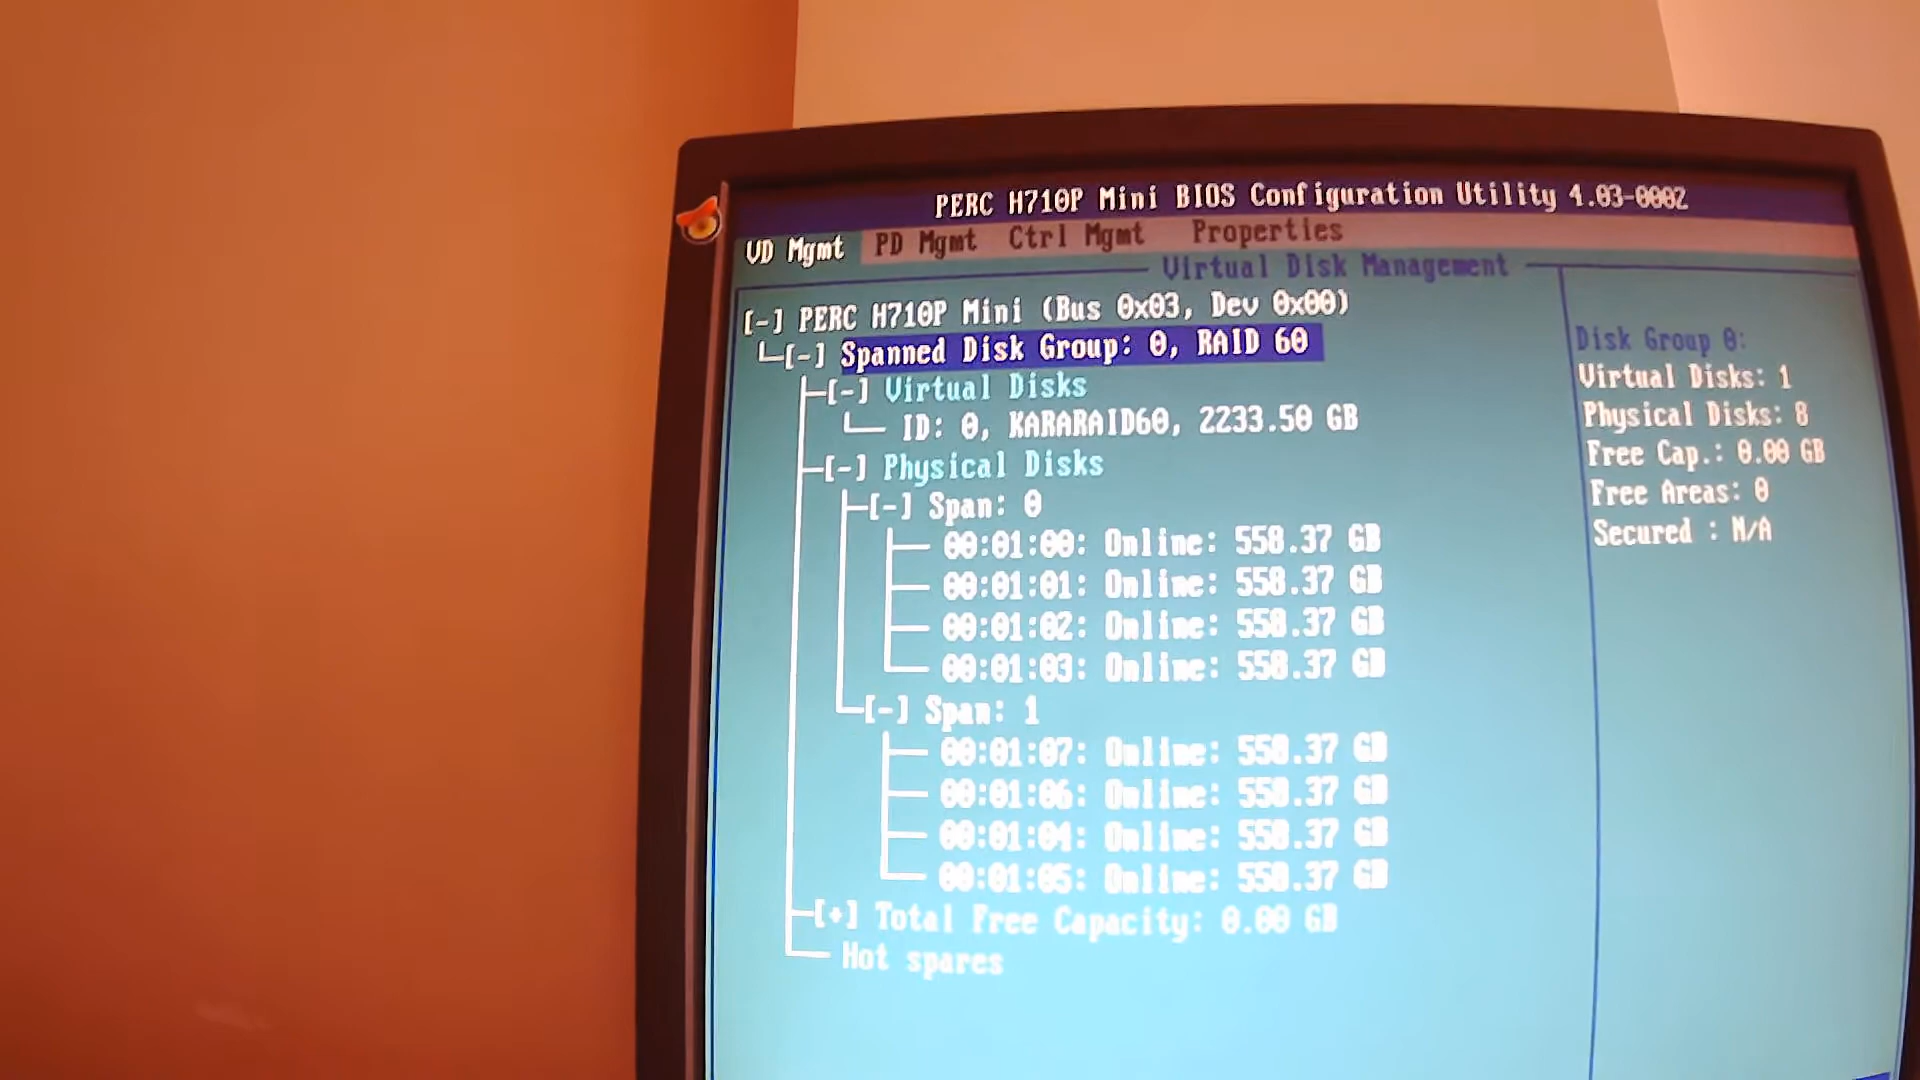 PERC H710P Mini BIOS Configuration Utility 4.03-0002
VD Mgmt PD Mgmt Ctrl Mgmt Properties
Virtual Disk Management
[-] PERC H710P Mini (Bus 0x03, Dev 0x00)
[-] Spanned Disk Group: 0, RAID 60
[-] Virtual Disks
ID: 0, KARARAID60, 2233.50 GB
[-] Physical Disks
[-] Span: 0
00:01:00: Online: 558.37 GB
00:01:01: Online: 558.37 GB
00:01:02: Online: 558.37 GB
00:01:03: Online: 558.37 GB
[-] Span: 1
00:01:07: Online: 558.37 GB
00:01:06: Online: 558.37 GB
00:01:04: Online: 558.37 GB
00:01:05: Online: 558.37 GB
[+] Total Free Capacity: 0.00 GB
Hot spares
Disk Group 0:
Virtual Disks: 1
Physical Disks: 8
Free Cap.: 0.00 GB
Free Areas: 0
Secured : N/A